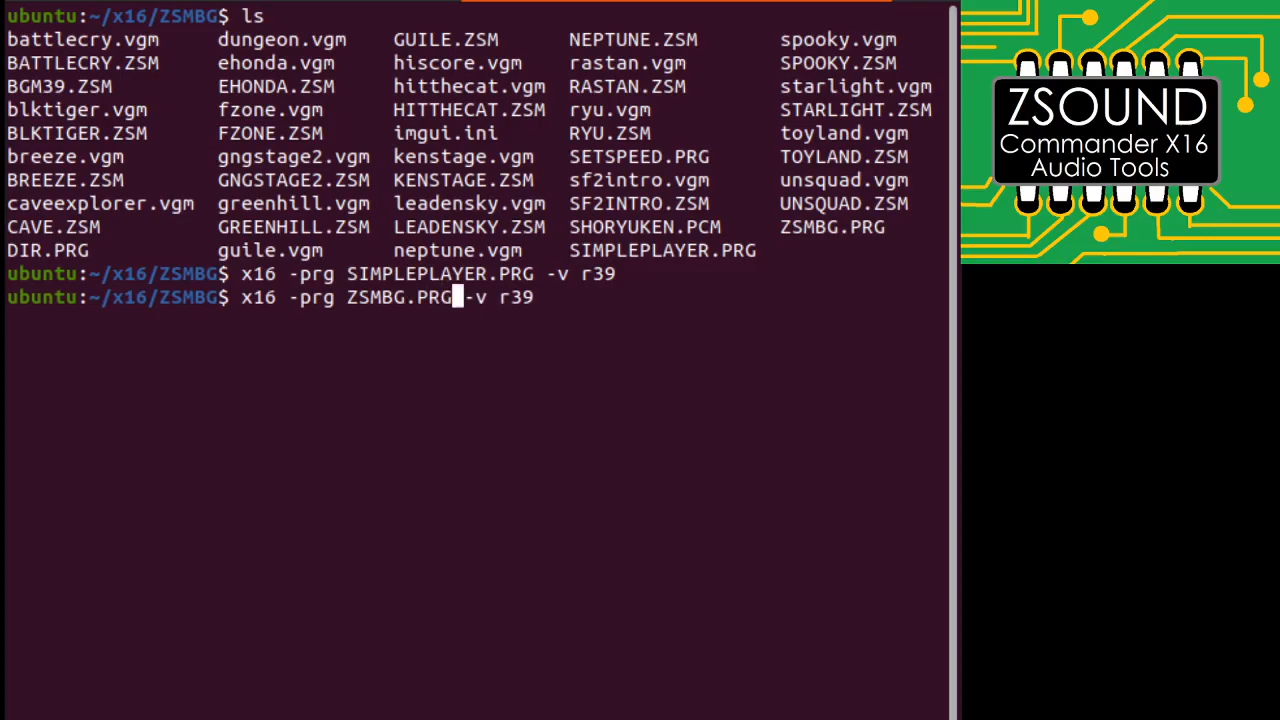 ubuntu:~/x16/ZSMBG$ ls
battlecry.vgm dungeon.vgm GUILE.ZSM NEPTUNE.ZSM spooky.vgm
BATTLECRY.ZSM ehonda.vgm hiscore.vgm rastan.vgm SPOOKY.ZSM
BGM39.ZSM EHONDA.ZSM hitthecat.vgm RASTAN.ZSM starlight.vgm
blktiger.vgm fzone.vgm HITTHECAT.ZSM ryu.vgm STARLIGHT.ZSM
BLKTIGER.ZSM FZONE.ZSM imgui.ini RYU.ZSM toyland.vgm
breeze.vgm gngstage2.vgm kenstage.vgm SETSPEED.PRG TOYLAND.ZSM
BREEZE.ZSM GNGSTAGE2.ZSM KENSTAGE.ZSM sf2intro.vgm unsquad.vgm
caveexplorer.vgm greenhill.vgm leadensky.vgm SF2INTRO.ZSM UNSQUAD.ZSM
CAVE.ZSM GREENHILL.ZSM LEADENSKY.ZSM SHORYUKEN.PCM ZSMBG.PRG
DIR.PRG guile.vgm neptune.vgm SIMPLEPLAYER.PRG
ubuntu:~/x16/ZSMBG$ x16 -prg SIMPLEPLAYER.PRG -v r39
ubuntu:~/x16/ZSMBG$ x16 -prg ZSMBG.PRG -v r39
ZSOUND
Commander X16
Audio Tools